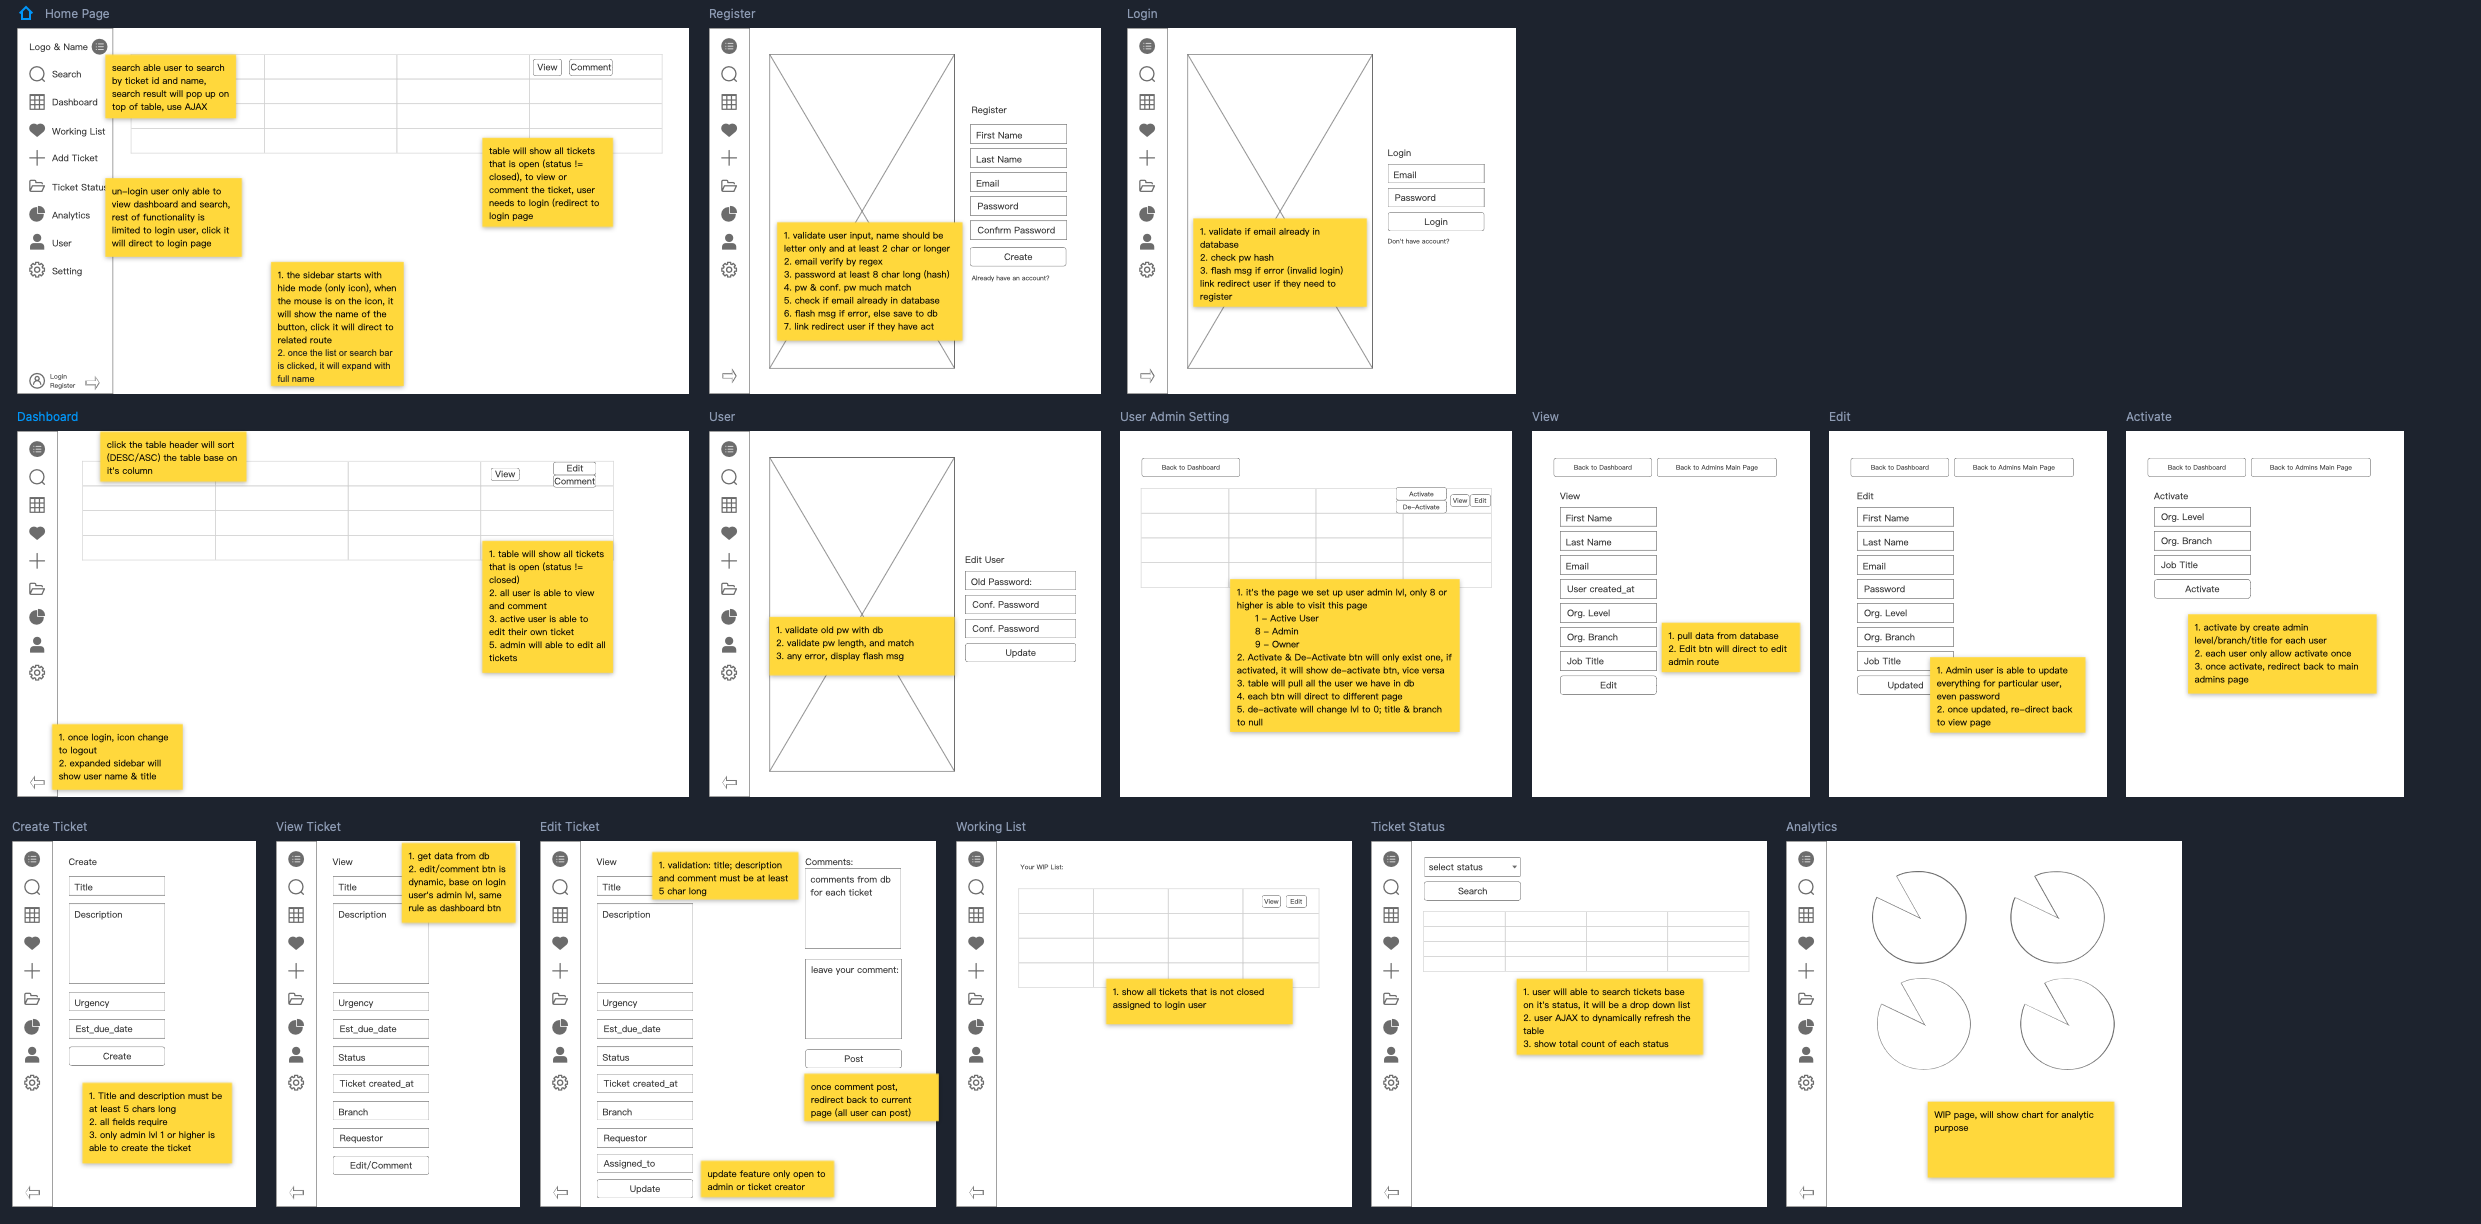 Home Page
Logo & Name
Search
Dashboard
Working List
Add Ticket
Ticket Status
Analytics
User
Setting
Login
Register
search able user to search
by ticket id and name,
search result will pop up on
top of table, use AJAX
un-login user only able to
view dashboard and search,
rest of functionality is
limited to login user, click it
will direct to login page
View
Comment
table will show all tickets
that is open (status !=
closed), to view or
comment the ticket, user
needs to login (redirect to
login page
1. the sidebar starts with
hide mode (only icon), when
the mouse is on the icon, it
will show the name of the
button, click it will direct to
related route
2. once the list or search bar
is clicked, it will expand with
full name
Register
Register
First Name
Last Name
Email
Password
Confirm Password
Create
Already have an account?
1. validate user input, name should be
letter only and at least 2 char or longer
2. email verify by regex
3. password at least 8 char long (hash)
4. pw & conf. pw much match
5. check if email already in database
6. flash msg if error, else save to db
7. link redirect user if they have act
Login
Login
Email
Password
Login
Don't have account?
1. validate if email already in
database
2. check pw hash
3. flash msg if error (invalid login)
link redirect user if they need to
register
Dashboard
click the table header will sort
(DESC/ASC) the table base on
it's column
View
Edit
Comment
1. table will show all tickets
that is open (status !=
closed)
2. all user is able to view
and comment
3. active user is able to
edit their own ticket
5. admin will able to edit all
tickets
1. once login, icon change
to logout
2. expanded sidebar will
show user name & title
User
Edit User
Old Password:
Conf. Password
Conf. Password
Update
1. validate old pw with db
2. validate pw length, and match
3. any error, display flash msg
User Admin Setting
Back to Dashboard
Activate
De-Activate
View
Edit
1. it's the page we set up user admin lvl, only 8 or
higher is able to visit this page
1 - Active User
8 - Admin
9 - Owner
2. Activate & De-Activate btn will only exist one, if
activated, it will show de-activate btn, vice versa
3. table will pull all the user we have in db
4. each btn will direct to different page
5. de-activate will change lvl to 0; title & branch
to null
View
Back to Dashboard
Back to Admins Main Page
View
First Name
Last Name
Email
User created_at
Org. Level
Org. Branch
Job Title
Edit
1. pull data from database
2. Edit btn will direct to edit
admin route
Edit
Back to Dashboard
Back to Admins Main Page
Edit
First Name
Last Name
Email
Password
Org. Level
Org. Branch
Job Title
Updated
1. Admin user is able to update
everything for particular user,
even password
2. once updated, re-direct back
to view page
Activate
Back to Dashboard
Back to Admins Main Page
Activate
Org. Level
Org. Branch
Job Title
Activate
1. activate by create admin
level/branch/title for each user
2. each user only allow activate once
3. once activate, redirect back to main
admins page
Create Ticket
Create
Title
Description
Urgency
Est_due_date
Create
1. Title and description must be
at least 5 chars long
2. all fields require
3. only admin lvl 1 or higher is
able to create the ticket
View Ticket
View
Title
Description
Urgency
Est_due_date
Status
Ticket created_at
Branch
Requestor
Edit/Comment
1. get data from db
2. edit/comment btn is
dynamic, base on login
user's admin lvl, same
rule as dashboard btn
Edit Ticket
View
Title
Description
Urgency
Est_due_date
Status
Ticket created_at
Branch
Requestor
Assigned_to
Update
1. validation: title; description
and comment must be at least
5 char long
Comments:
comments from db
for each ticket
leave your comment:
Post
once comment post,
redirect back to current
page (all user can post)
update feature only open to
admin or ticket creator
Working List
Your WIP List:
View
Edit
1. show all tickets that is not closed
assigned to login user
Ticket Status
select status
Search
1. user will able to search tickets base
on it's status, it will be a drop down list
2. user AJAX to dynamically refresh the
table
3. show total count of each status
Analytics
WIP page, will show chart for analytic
purpose